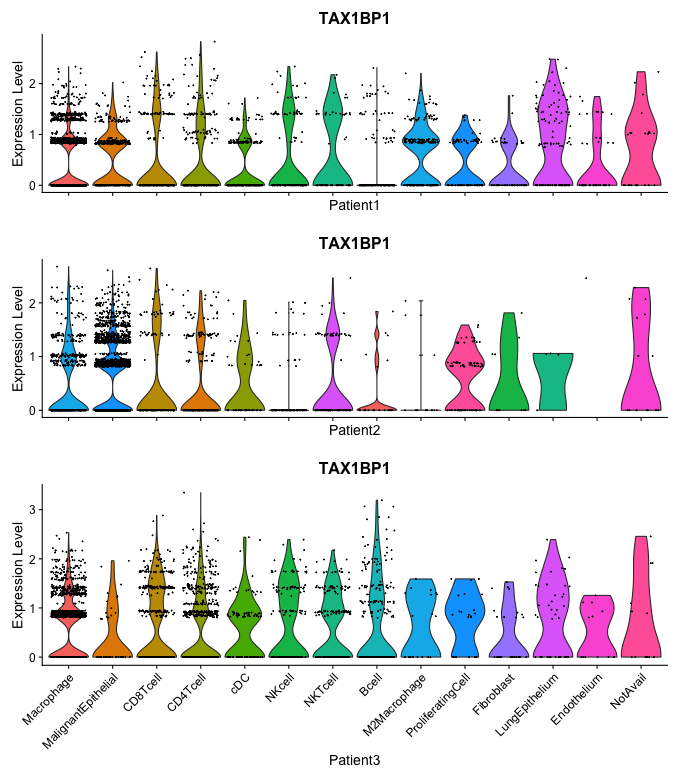 TAX1BP1
Expression Level
2
1
0
Patient1
TAX1BP1
Expression Level
2
1
0
Patient2
TAX1BP1
Expression Level
3
2
1
0
Macrophage
MalignantEpithelial
CD8Tcell
CD4Tcell
cDC
NKcell
NKTcell
Bcell
M2Macrophage
ProliferatingCell
Fibroblast
LungEpithelium
Endothelium
NotAvail
Patient3